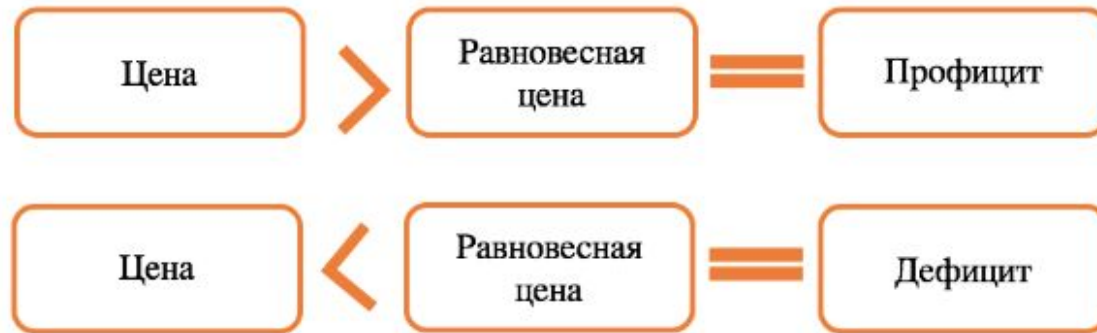 Цена > Равновесная цена = Профицит
Цена < Равновесная цена = Дефицит